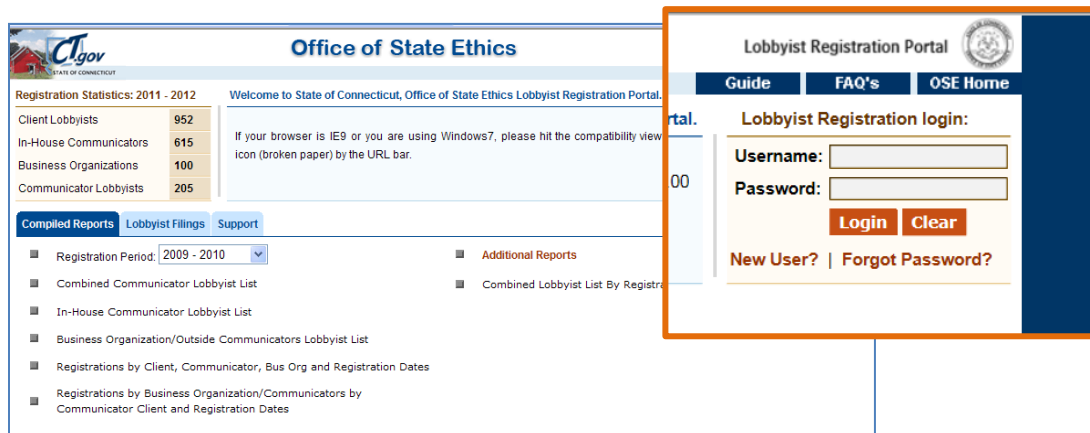 CT.gov
STATE OF CONNECTICUT
Office of State Ethics
Registration Statistics: 2011 - 2012
Client Lobbyists 952
In-House Communicators 615
Business Organizations 100
Communicator Lobbyists 205
Welcome to State of Connecticut, Office of State Ethics Lobbyist Registration Portal.
If your browser is IE9 or you are using Windows7, please hit the compatibility view
icon (broken paper) by the URL bar.
Compiled Reports Lobbyist Filings Support
Registration Period: 2009 - 2010
Combined Communicator Lobbyist List
In-House Communicator Lobbyist List
Business Organization/Outside Communicators Lobbyist List
Registrations by Client, Communicator, Bus Org and Registration Dates
Registrations by Business Organization/Communicators by
Communicator Client and Registration Dates
Additional Reports
Combined Lobbyist List By Registra
Lobbyist Registration Portal
Guide FAQ's OSE Home
rtal.
00
Lobbyist Registration login:
Username:
Password:
Login Clear
New User? | Forgot Password?